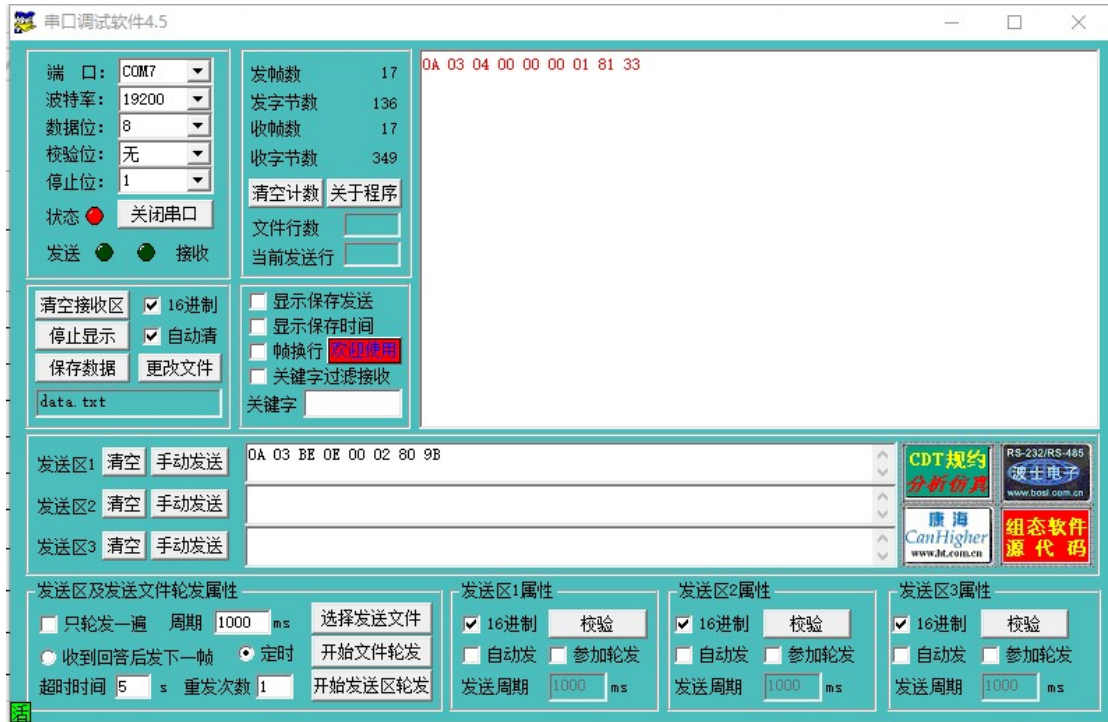 串口调试软件4.5
端 口: COM7
波特率: 19200
数据位: 8
校验位: 无
停止位: 1
状态 关闭串口
发送 接收
发帧数 17
发字节数 136
收帧数 17
收字节数 349
清空计数 关于程序
文件行数
当前发送行
0A 03 04 00 00 00 01 81 33
清空接收区 16进制
停止显示 自动清
保存数据 更改文件
data.txt
显示保存发送
显示保存时间
帧换行 欢迎使用
关键字过滤接收
关键字
发送区1 清空 手动发送 0A 03 BE 0E 00 02 80 9B
发送区2 清空 手动发送
发送区3 清空 手动发送
CDT规约
分析仿真
RS-232/RS-485
波士电子
www.bosi.com.cn
康海
CanHigher
www.ht.com.cn
组态软件
源代码
发送区及发送文件轮发属性
只轮发一遍 周期 1000 ms 选择发送文件
收到回答后发下一帧 定时 开始文件轮发
超时时间 5 s 重发次数 1 开始发送区轮发
发送区1属性
16进制 校验
自动发 参加轮发
发送周期 1000 ms
发送区2属性
16进制 校验
自动发 参加轮发
发送周期 1000 ms
发送区3属性
16进制 校验
自动发 参加轮发
发送周期 1000 ms
活